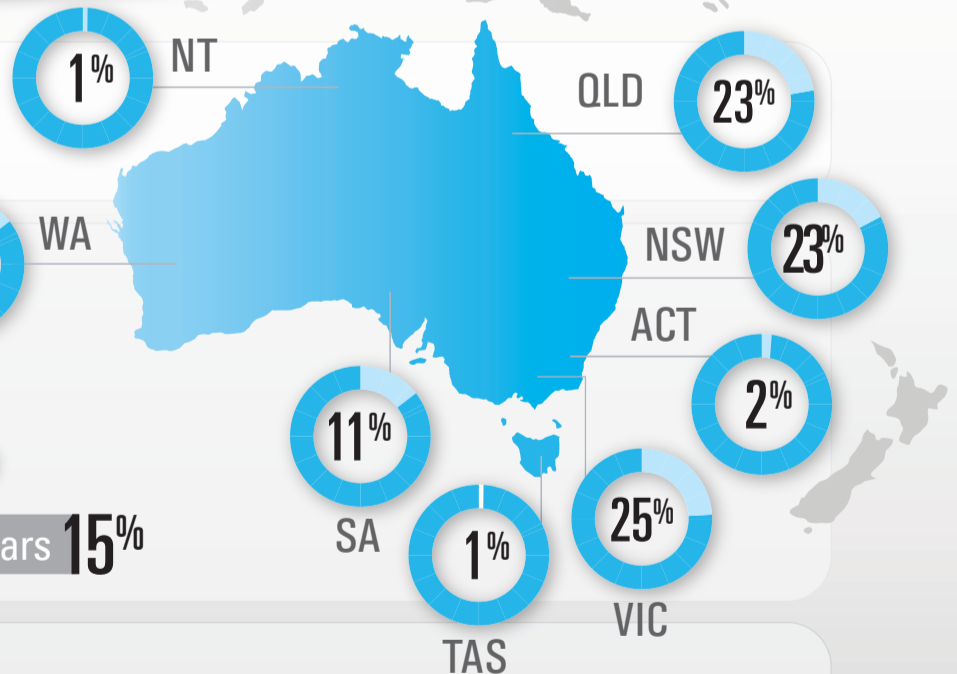 NT
1%
QLD
23%
WA
NSW
23%
ACT
2%
11%
SA
25%
VIC
1%
TAS
ars 15%